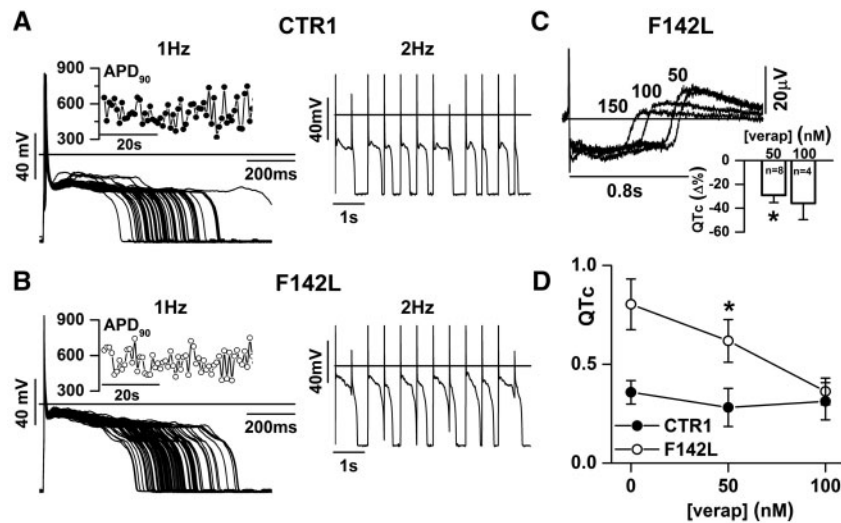 A
CTR1
1Hz
2Hz
900
APD90
600
300
20s
40 mV
200ms
40mV
1s
B
F142L
1Hz
2Hz
900
APD90
600
300
20s
40 mV
200ms
40mV
1s
C
F142L
50
100
150
20µV
0.8s
[verap] (nM)
50 100
n=8 n=4
0
-20
-40
-60
QTc (Δ%)
*
D
1.0
0.5
0.0
QTc
*
CTR1
F142L
0 50 100
[verap] (nM)